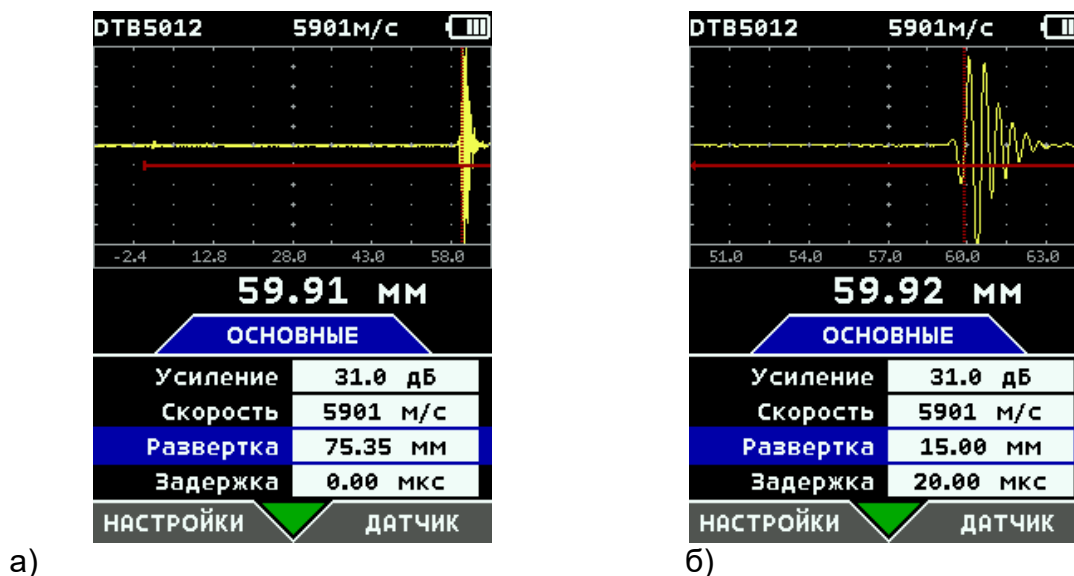 DTB5012 5901м/с
-2.4 12.8 28.0 43.0 58.0
59.91 мм
ОСНОВНЫЕ
Усиление 31.0 дБ
Скорость 5901 м/с
Развертка 75.35 мм
Задержка 0.00 мкс
НАСТРОЙКИ ДАТЧИК
а)
DTB5012 5901м/с
51.0 54.0 57.0 60.0 63.0
59.92 мм
ОСНОВНЫЕ
Усиление 31.0 дБ
Скорость 5901 м/с
Развертка 15.00 мм
Задержка 20.00 мкс
НАСТРОЙКИ ДАТЧИК
б)